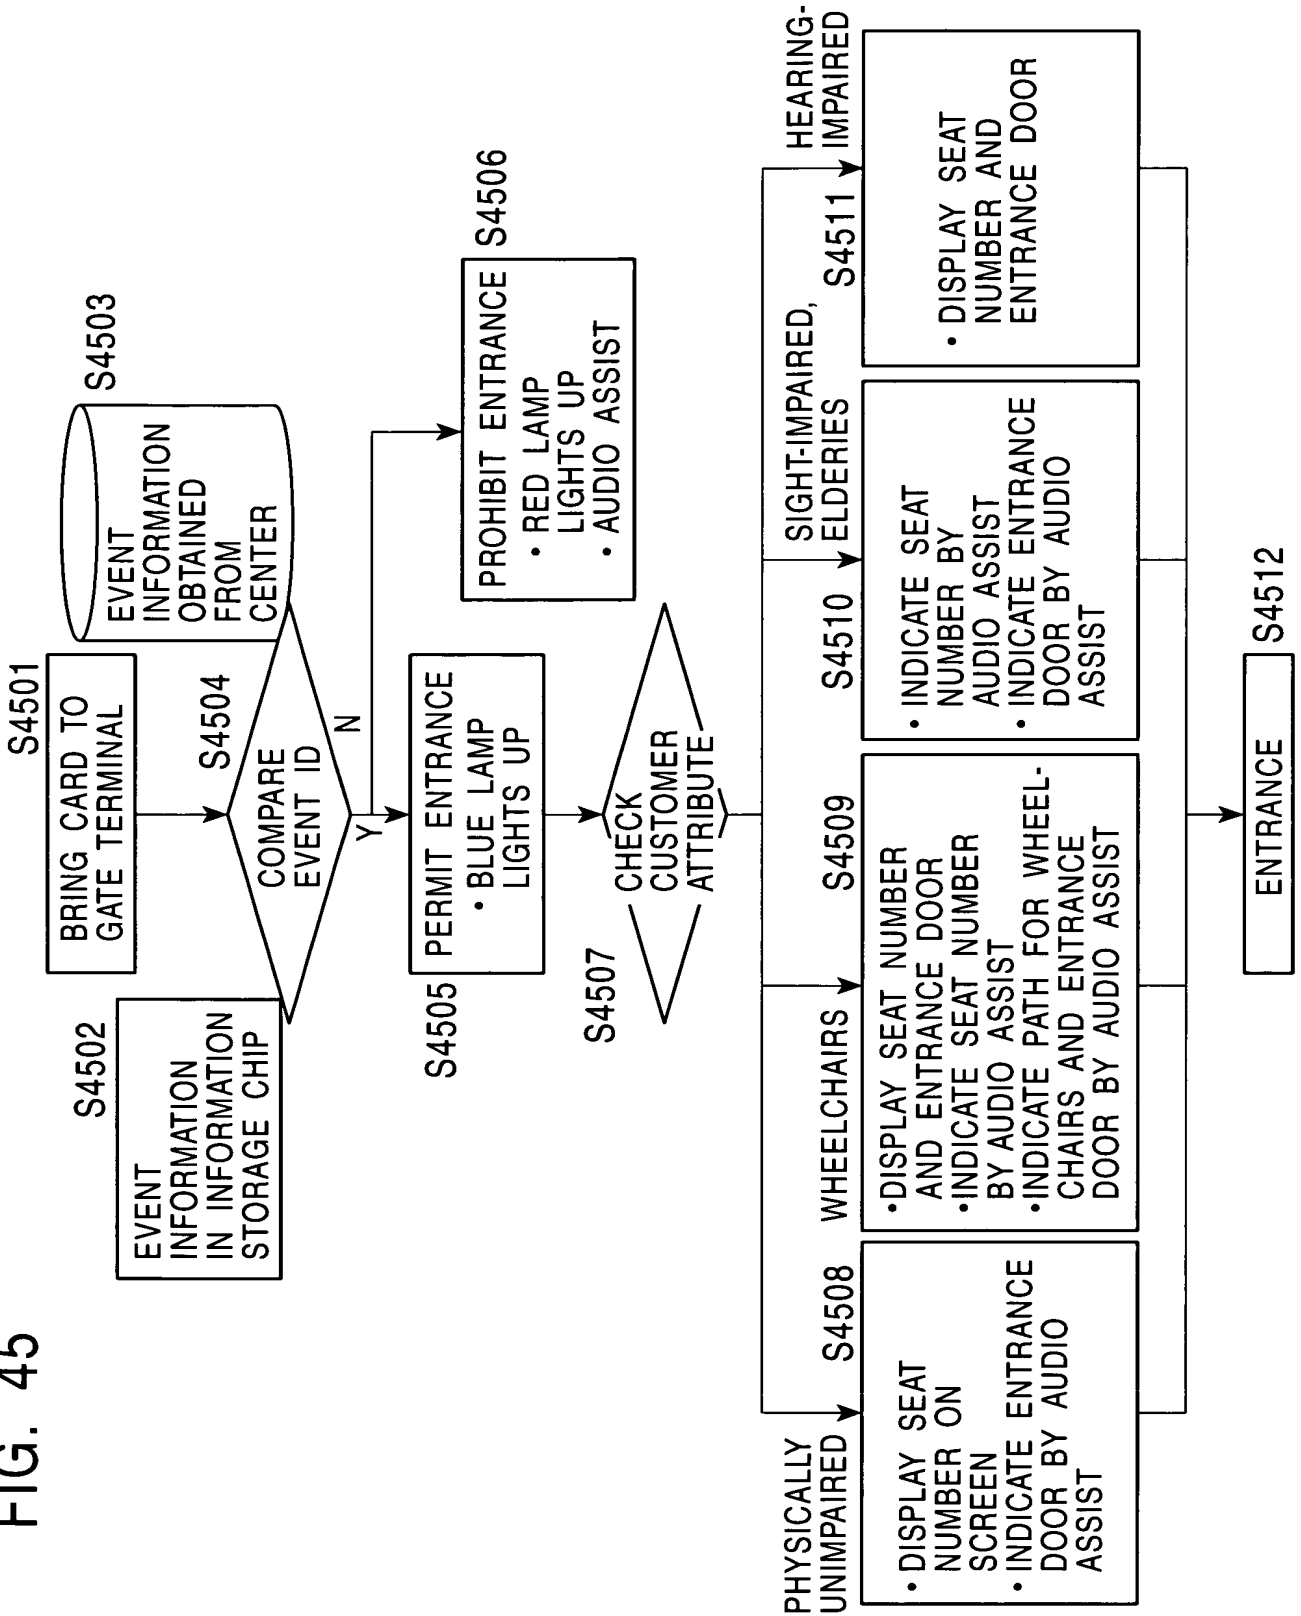 FIG. 45
S4501
BRING CARD TO
GATE TERMINAL
S4502
EVENT
INFORMATION
IN INFORMATION
STORAGE CHIP
S4503
EVENT
INFORMATION
OBTAINED
FROM
CENTER
S4504
COMPARE
EVENT ID
Y
N
S4505
PERMIT ENTRANCE
• BLUE LAMP
LIGHTS UP
S4506
PROHIBIT ENTRANCE
• RED LAMP
LIGHTS UP
• AUDIO ASSIST
S4507
CHECK
CUSTOMER
ATTRIBUTE
PHYSICALLY
UNIMPAIRED
S4508
• DISPLAY SEAT
NUMBER ON
SCREEN
• INDICATE ENTRANCE
DOOR BY AUDIO
ASSIST
WHEELCHAIRS
S4509
• DISPLAY SEAT NUMBER
AND ENTRANCE DOOR
• INDICATE SEAT NUMBER
BY AUDIO ASSIST
• INDICATE PATH FOR WHEEL-
CHAIRS AND ENTRANCE
DOOR BY AUDIO ASSIST
SIGHT-IMPAIRED,
ELDERIES
S4510
• INDICATE SEAT
NUMBER BY
AUDIO ASSIST
• INDICATE ENTRANCE
DOOR BY AUDIO
ASSIST
HEARING-
IMPAIRED
S4511
• DISPLAY SEAT
NUMBER AND
ENTRANCE DOOR
ENTRANCE
S4512